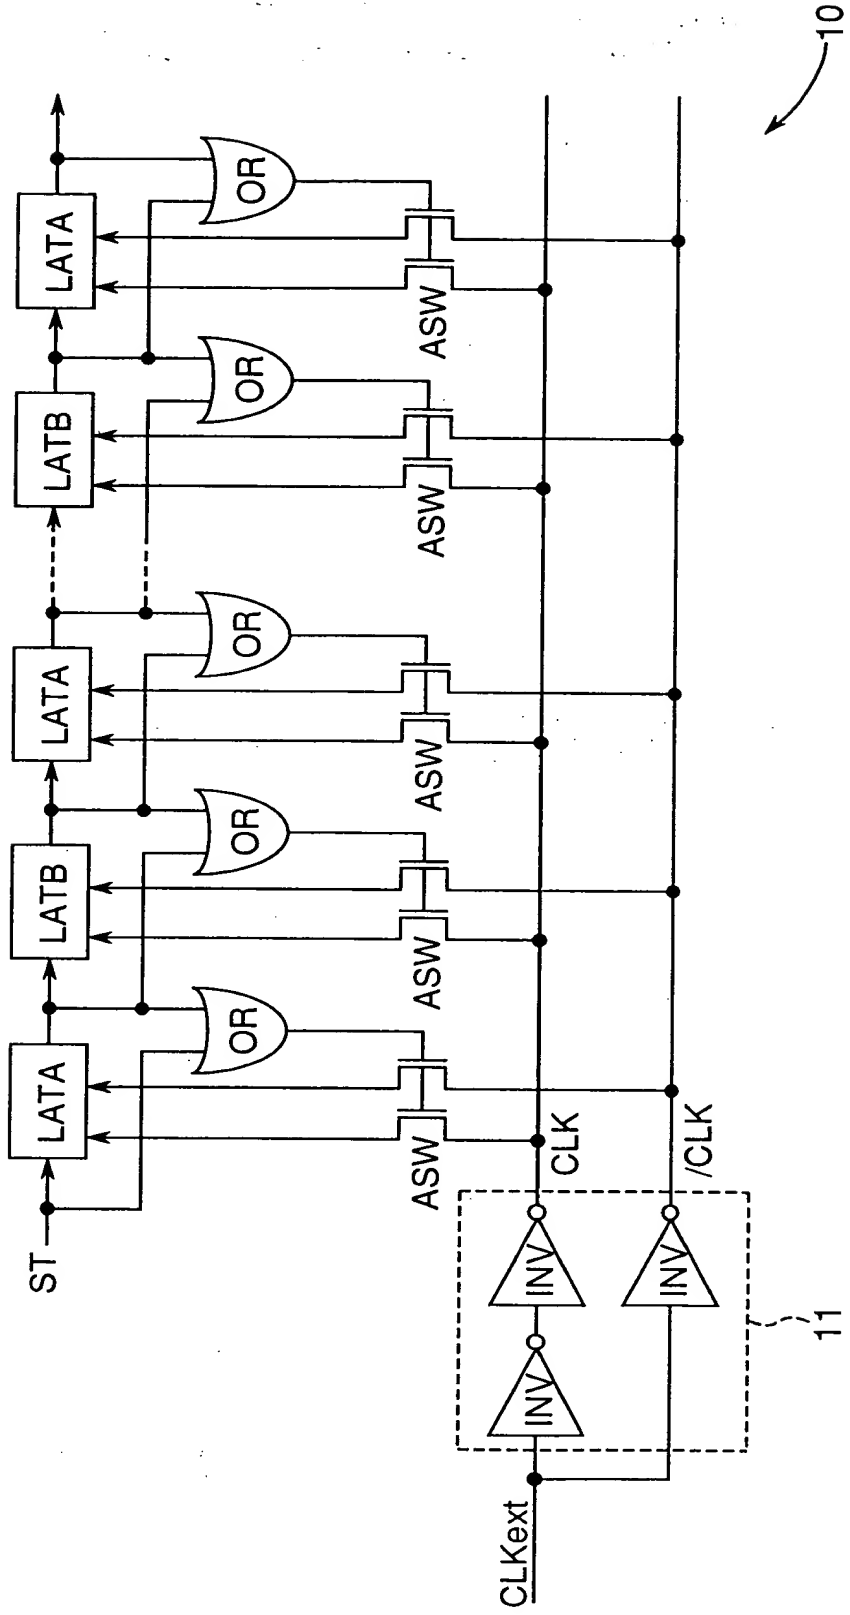 10
LATA
LATB
LATA
LATB
LATA
OR
OR
OR
OR
OR
ST
ASW
ASW
ASW
ASW
ASW
CLK
/CLK
INV
INV
INV
CLKext
11